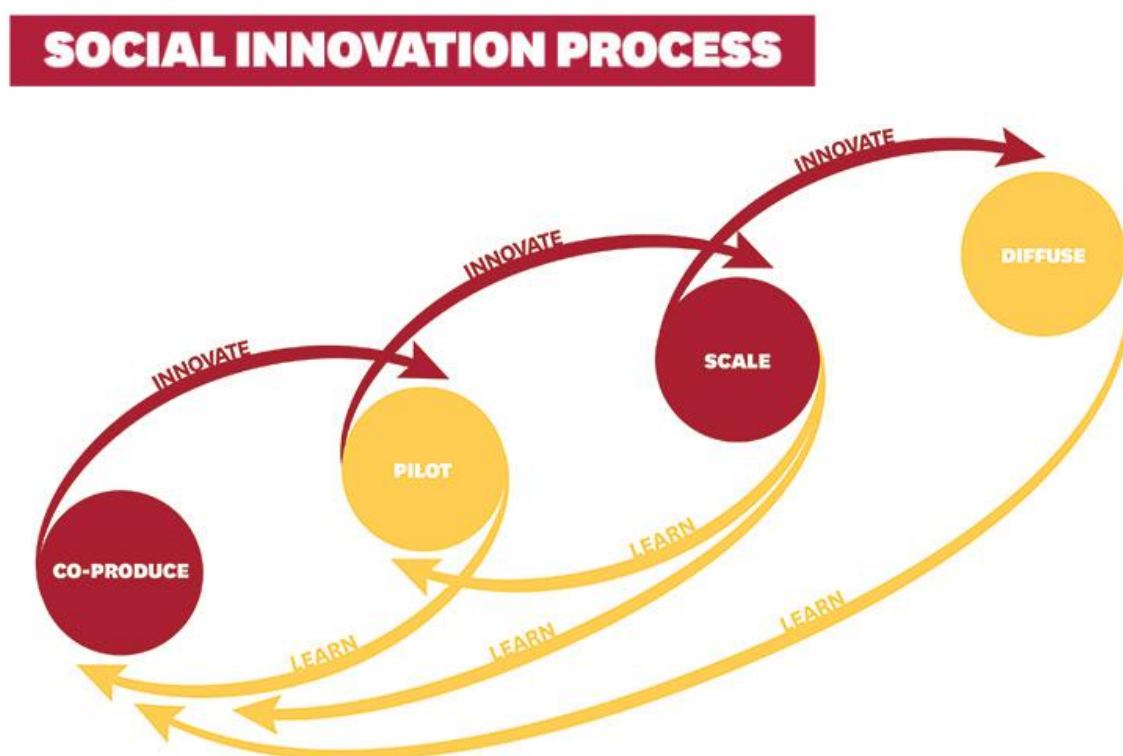 SOCIAL INNOVATION PROCESS
INNOVATE
DIFFUSE
INNOVATE
SCALE
INNOVATE
PILOT
CO-PRODUCE
LEARN
LEARN
LEARN
LEARN